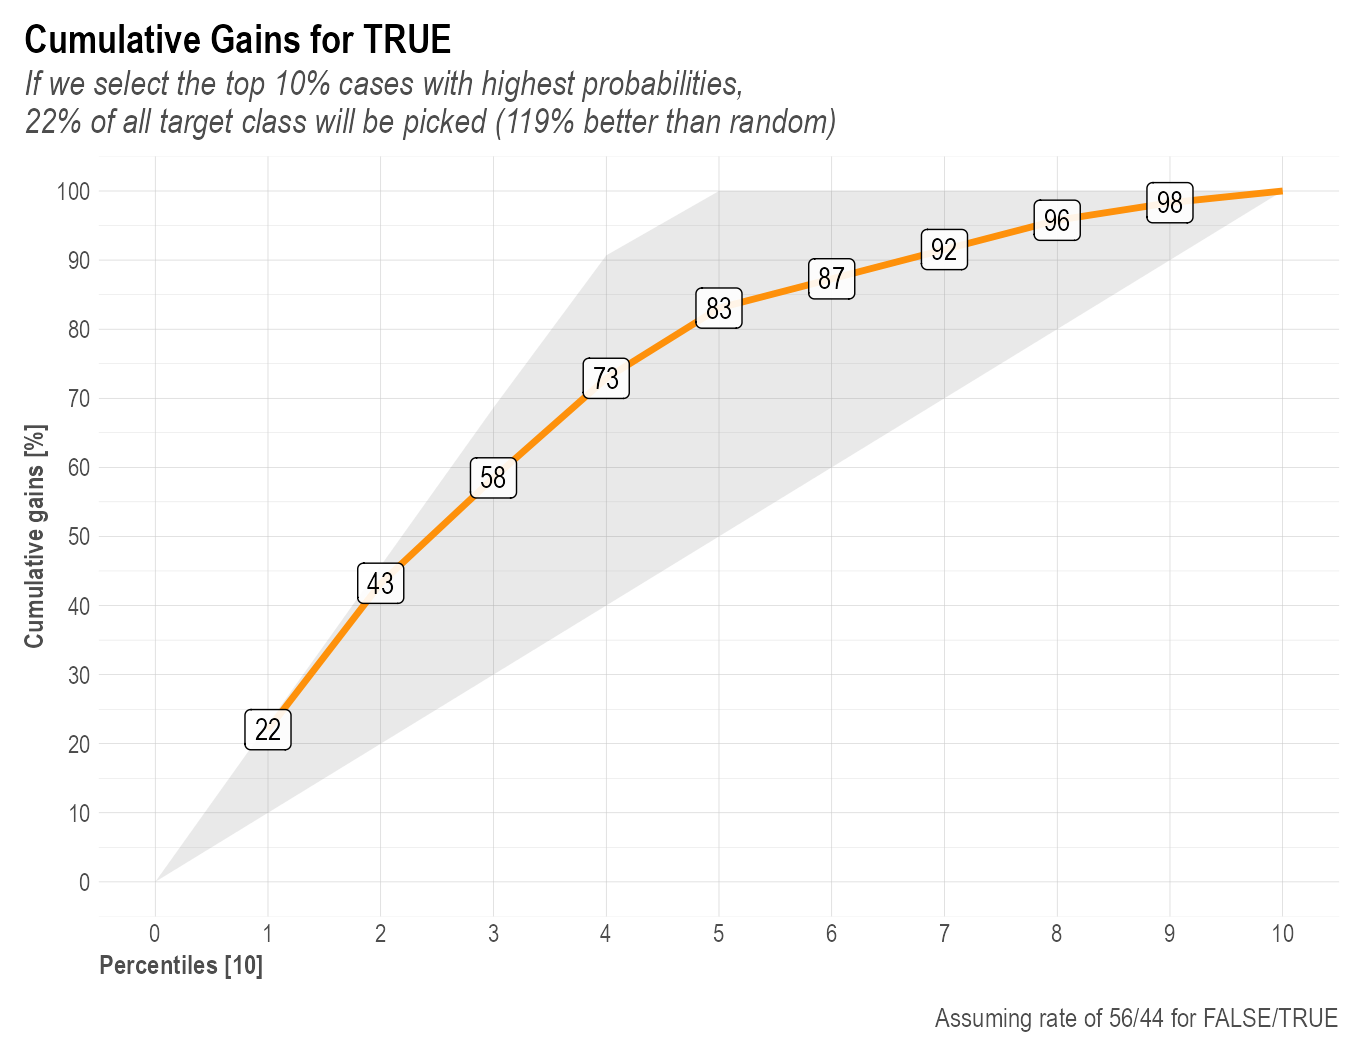 Cumulative Gains for TRUE
If we select the top 10% cases with highest probabilities,
22% of all target class will be picked (119% better than random)
Cumulative gains [%]
100
90
80
70
60
50
40
30
20
10
0
22
43
58
73
83
87
92
96
98
0 1 2 3 4 5 6 7 8 9 10
Percentiles [10]
Assuming rate of 56/44 for FALSE/TRUE